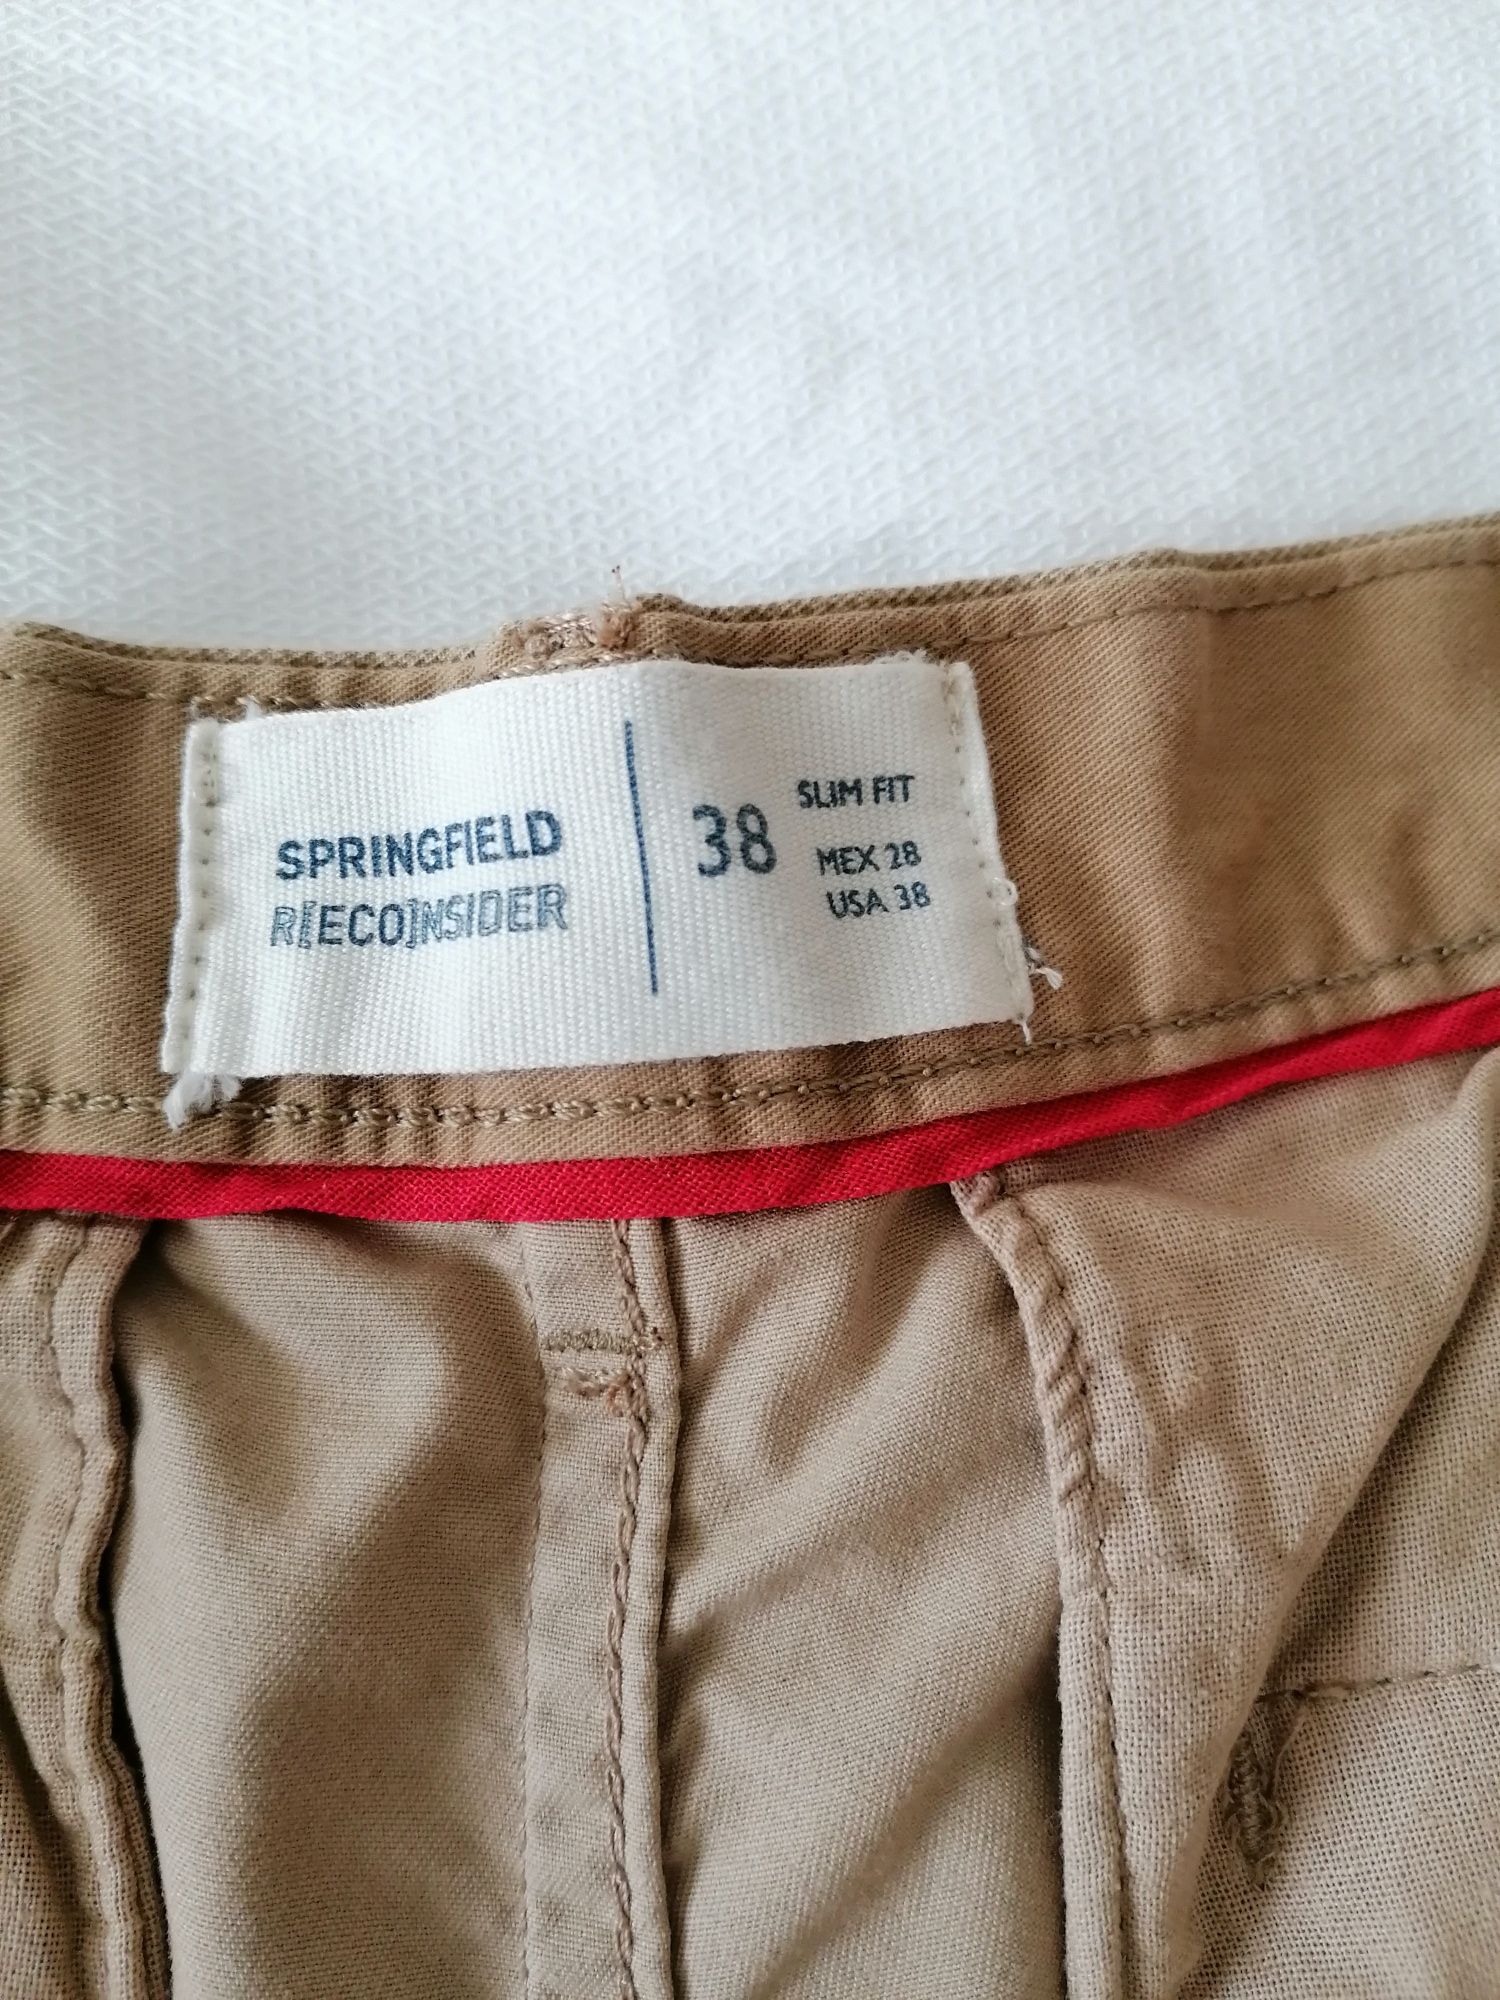 SPRINGFIELD
R[ECO]NSIDER
38
SLIM FIT
MEX 28
USA 38